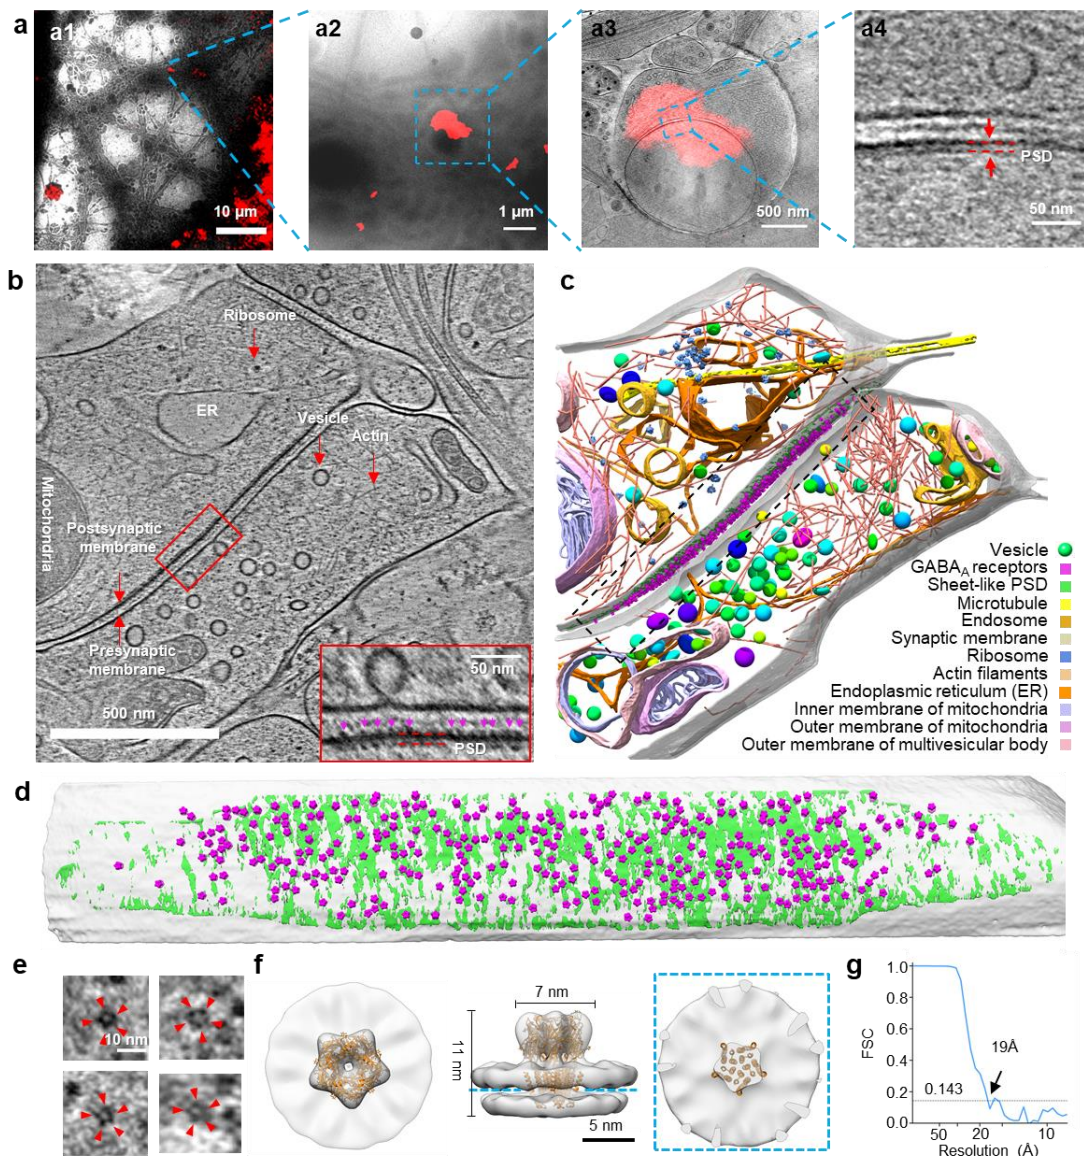 a
a1
10 µm
a2
1 µm
a3
500 nm
a4
PSD
50 nm
b
Ribosome
ER
Vesicle
Actin
Mitochondria
Postsynaptic
membrane
Presynaptic
membrane
500 nm
50 nm
PSD
c
Vesicle
GABAA receptors
Sheet-like PSD
Microtubule
Endosome
Synaptic membrane
Ribosome
Actin filaments
Endoplasmic reticulum (ER)
Inner membrane of mitochondria
Outer membrane of mitochondria
Outer membrane of multivesicular body
d
e
10 nm
f
7 nm
11 nm
5 nm
g
1.0
0.8
0.6
0.4
0.2
0
FSC
19Å
0.143
50
20
10
Resolution (Å)